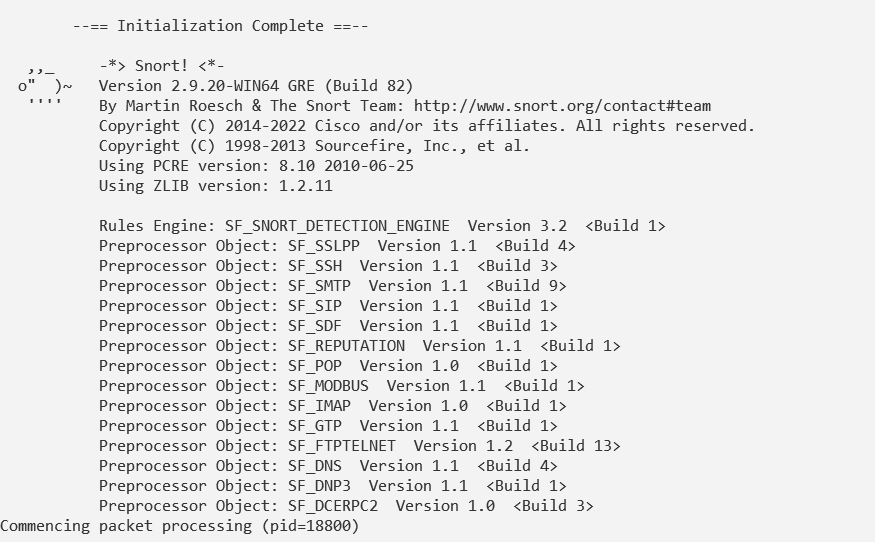 --== Initialization Complete ==--
,,_ -*> Snort! <*-
o" )~ Version 2.9.20-WIN64 GRE (Build 82)
'''' By Martin Roesch & The Snort Team: http://www.snort.org/contact#team
Copyright (C) 2014-2022 Cisco and/or its affiliates. All rights reserved.
Copyright (C) 1998-2013 Sourcefire, Inc., et al.
Using PCRE version: 8.10 2010-06-25
Using ZLIB version: 1.2.11
Rules Engine: SF_SNORT_DETECTION_ENGINE Version 3.2 <Build 1>
Preprocessor Object: SF_SSLPP Version 1.1 <Build 4>
Preprocessor Object: SF_SSH Version 1.1 <Build 3>
Preprocessor Object: SF_SMTP Version 1.1 <Build 9>
Preprocessor Object: SF_SIP Version 1.1 <Build 1>
Preprocessor Object: SF_SDF Version 1.1 <Build 1>
Preprocessor Object: SF_REPUTATION Version 1.1 <Build 1>
Preprocessor Object: SF_POP Version 1.0 <Build 1>
Preprocessor Object: SF_MODBUS Version 1.1 <Build 1>
Preprocessor Object: SF_IMAP Version 1.0 <Build 1>
Preprocessor Object: SF_GTP Version 1.1 <Build 1>
Preprocessor Object: SF_FTPTELNET Version 1.2 <Build 13>
Preprocessor Object: SF_DNS Version 1.1 <Build 4>
Preprocessor Object: SF_DNP3 Version 1.1 <Build 1>
Preprocessor Object: SF_DCERPC2 Version 1.0 <Build 3>
Commencing packet processing (pid=18800)